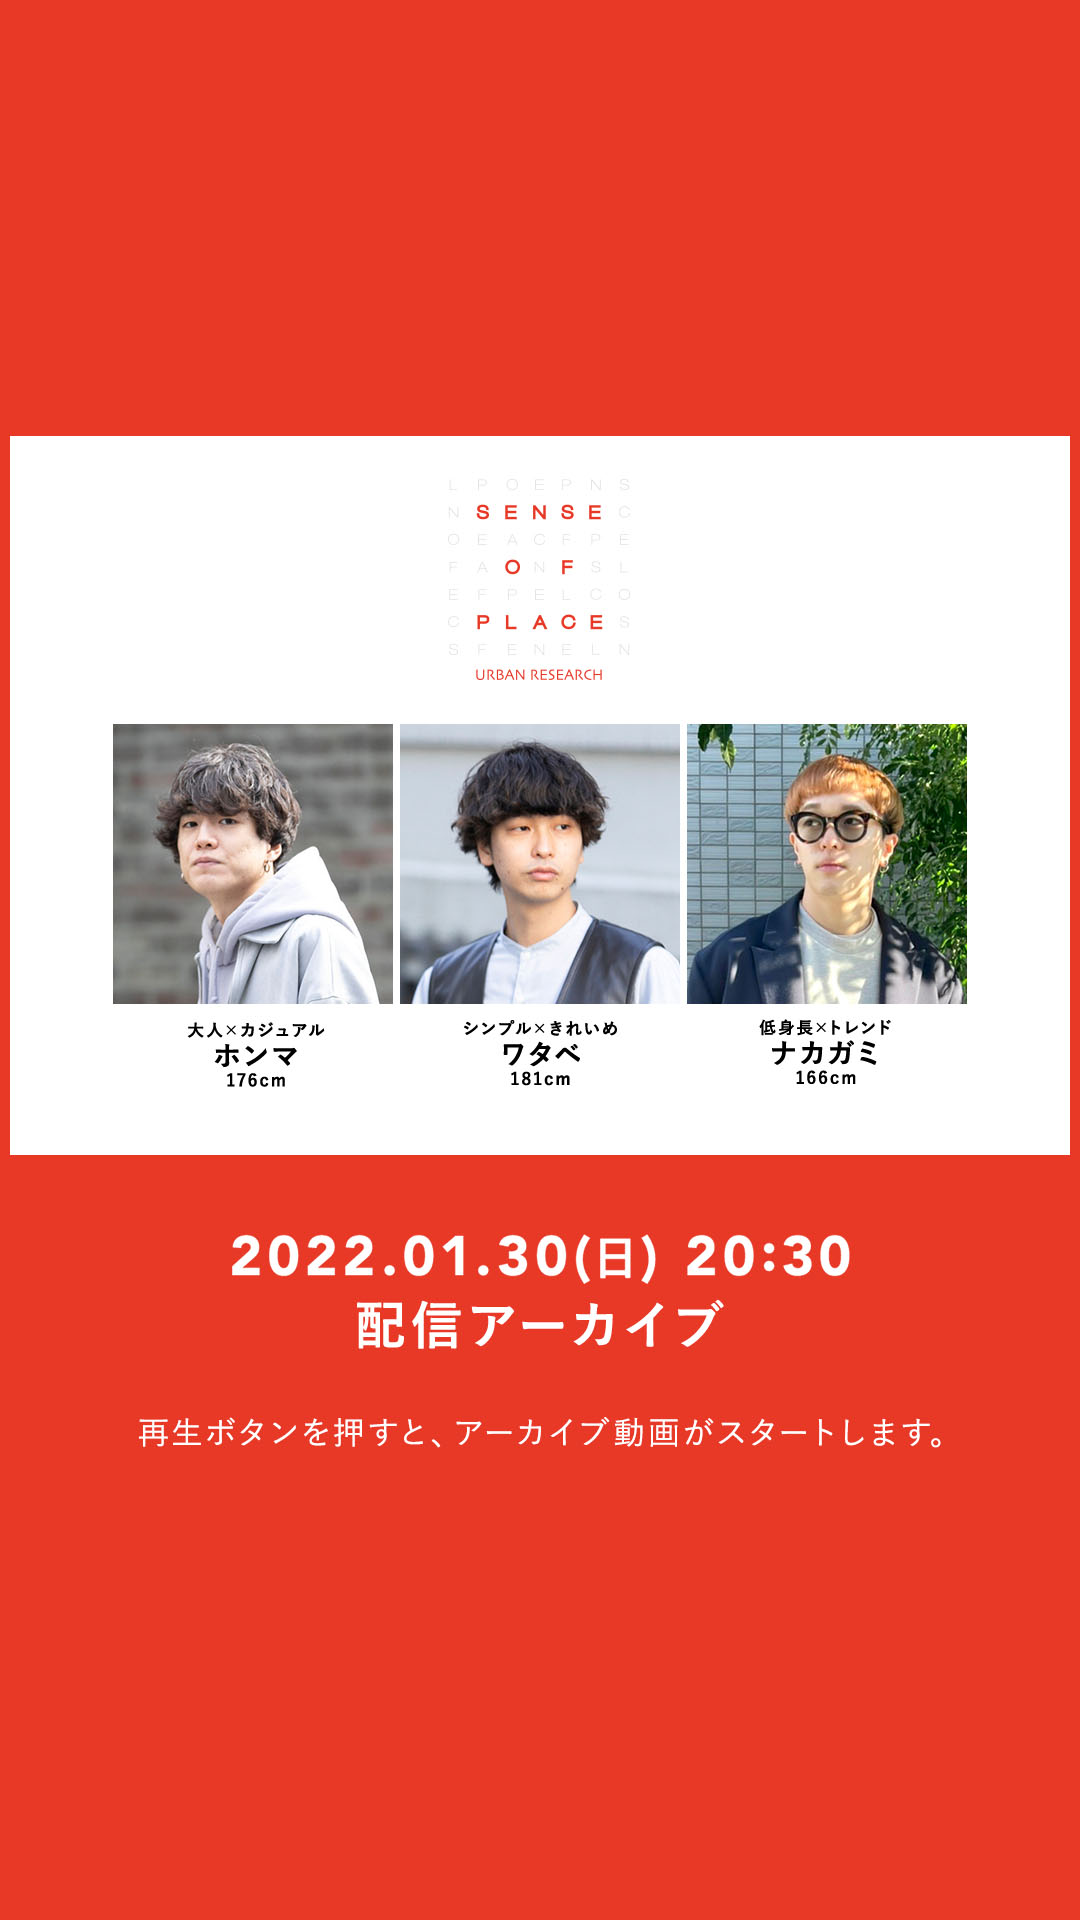 L P O E P N S
N S E N S E C
O E A C F P E
F A O N F S L
E F P E L C O
C P L A C E S
S F E N E L N
URBAN RESEARCH
大人×カジュアル
ホンマ
176cm
シンプル×きれいめ
ワタベ
181cm
低身長×トレンド
ナカガミ
166cm
2022.01.30(日) 20:30
配信アーカイブ
再生ボタンを押すと、アーカイブ動画がスタートします。